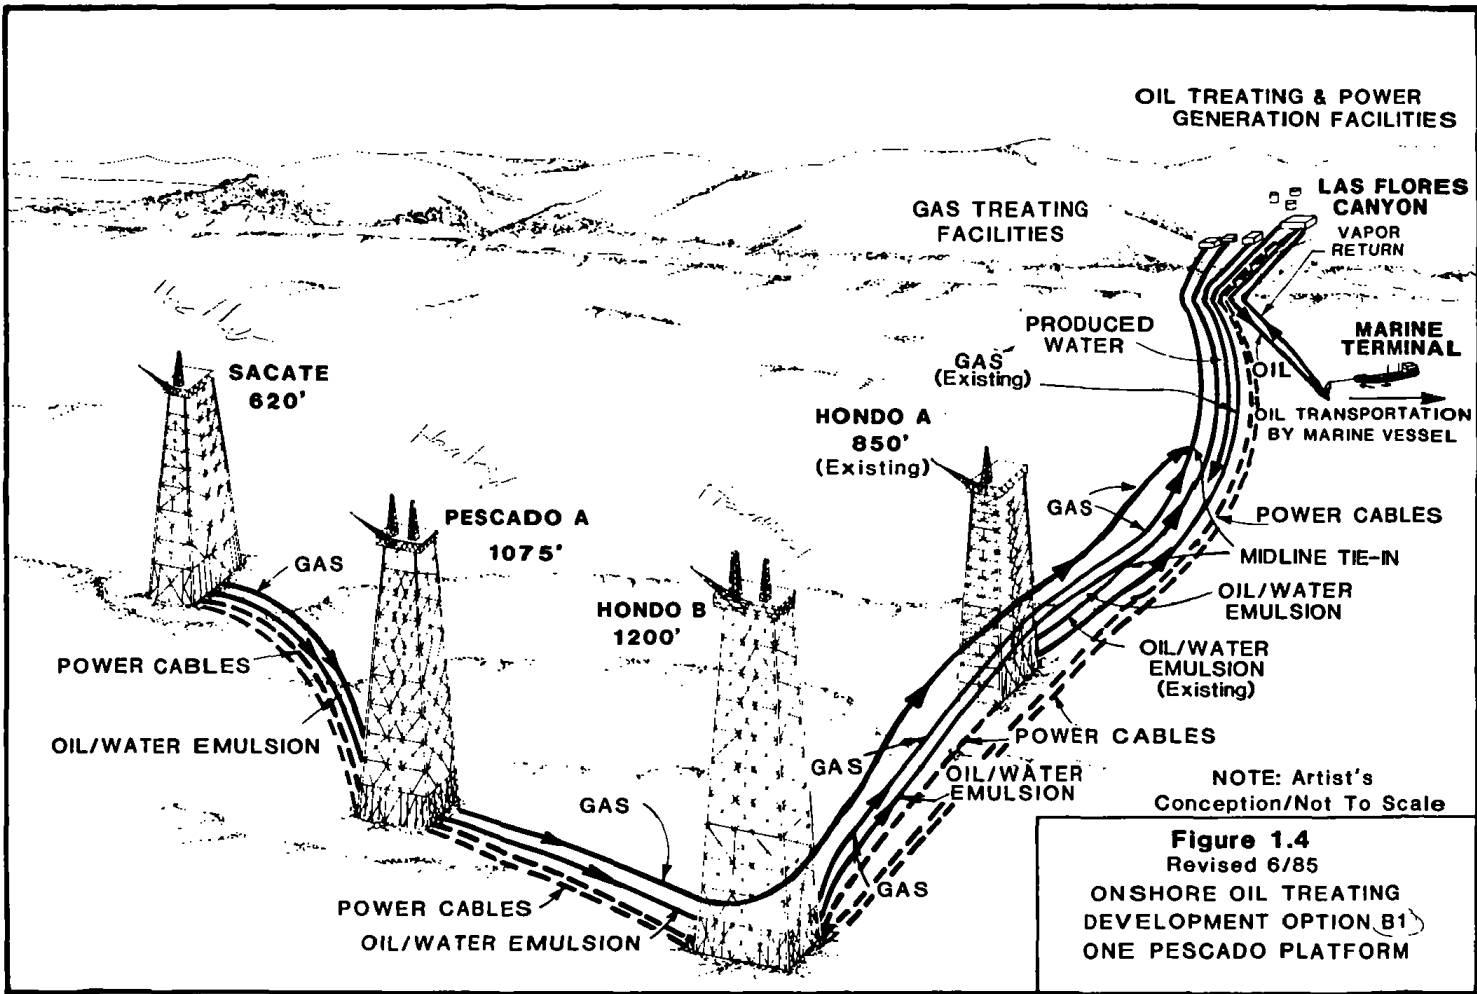 OIL TREATING & POWER
GENERATION FACILITIES
LAS FLORES
CANYON
VAPOR
RETURN
GAS TREATING
FACILITIES
PRODUCED
WATER
GAS
(Existing)
MARINE
TERMINAL
OIL
OIL TRANSPORTATION
BY MARINE VESSEL
SACATE
620'
HONDO A
850'
(Existing)
PESCADO A
1075'
GAS
POWER CABLES
MIDLINE TIE-IN
GAS
HONDO B
1200'
OIL/WATER
EMULSION
POWER CABLES
OIL/WATER
EMULSION
(Existing)
OIL/WATER EMULSION
POWER CABLES
GAS
OIL/WATER
EMULSION
GAS
GAS
POWER CABLES
OIL/WATER EMULSION
NOTE: Artist's
Conception/Not To Scale
Figure 1.4
Revised 6/85
ONSHORE OIL TREATING
DEVELOPMENT OPTION B1
ONE PESCADO PLATFORM